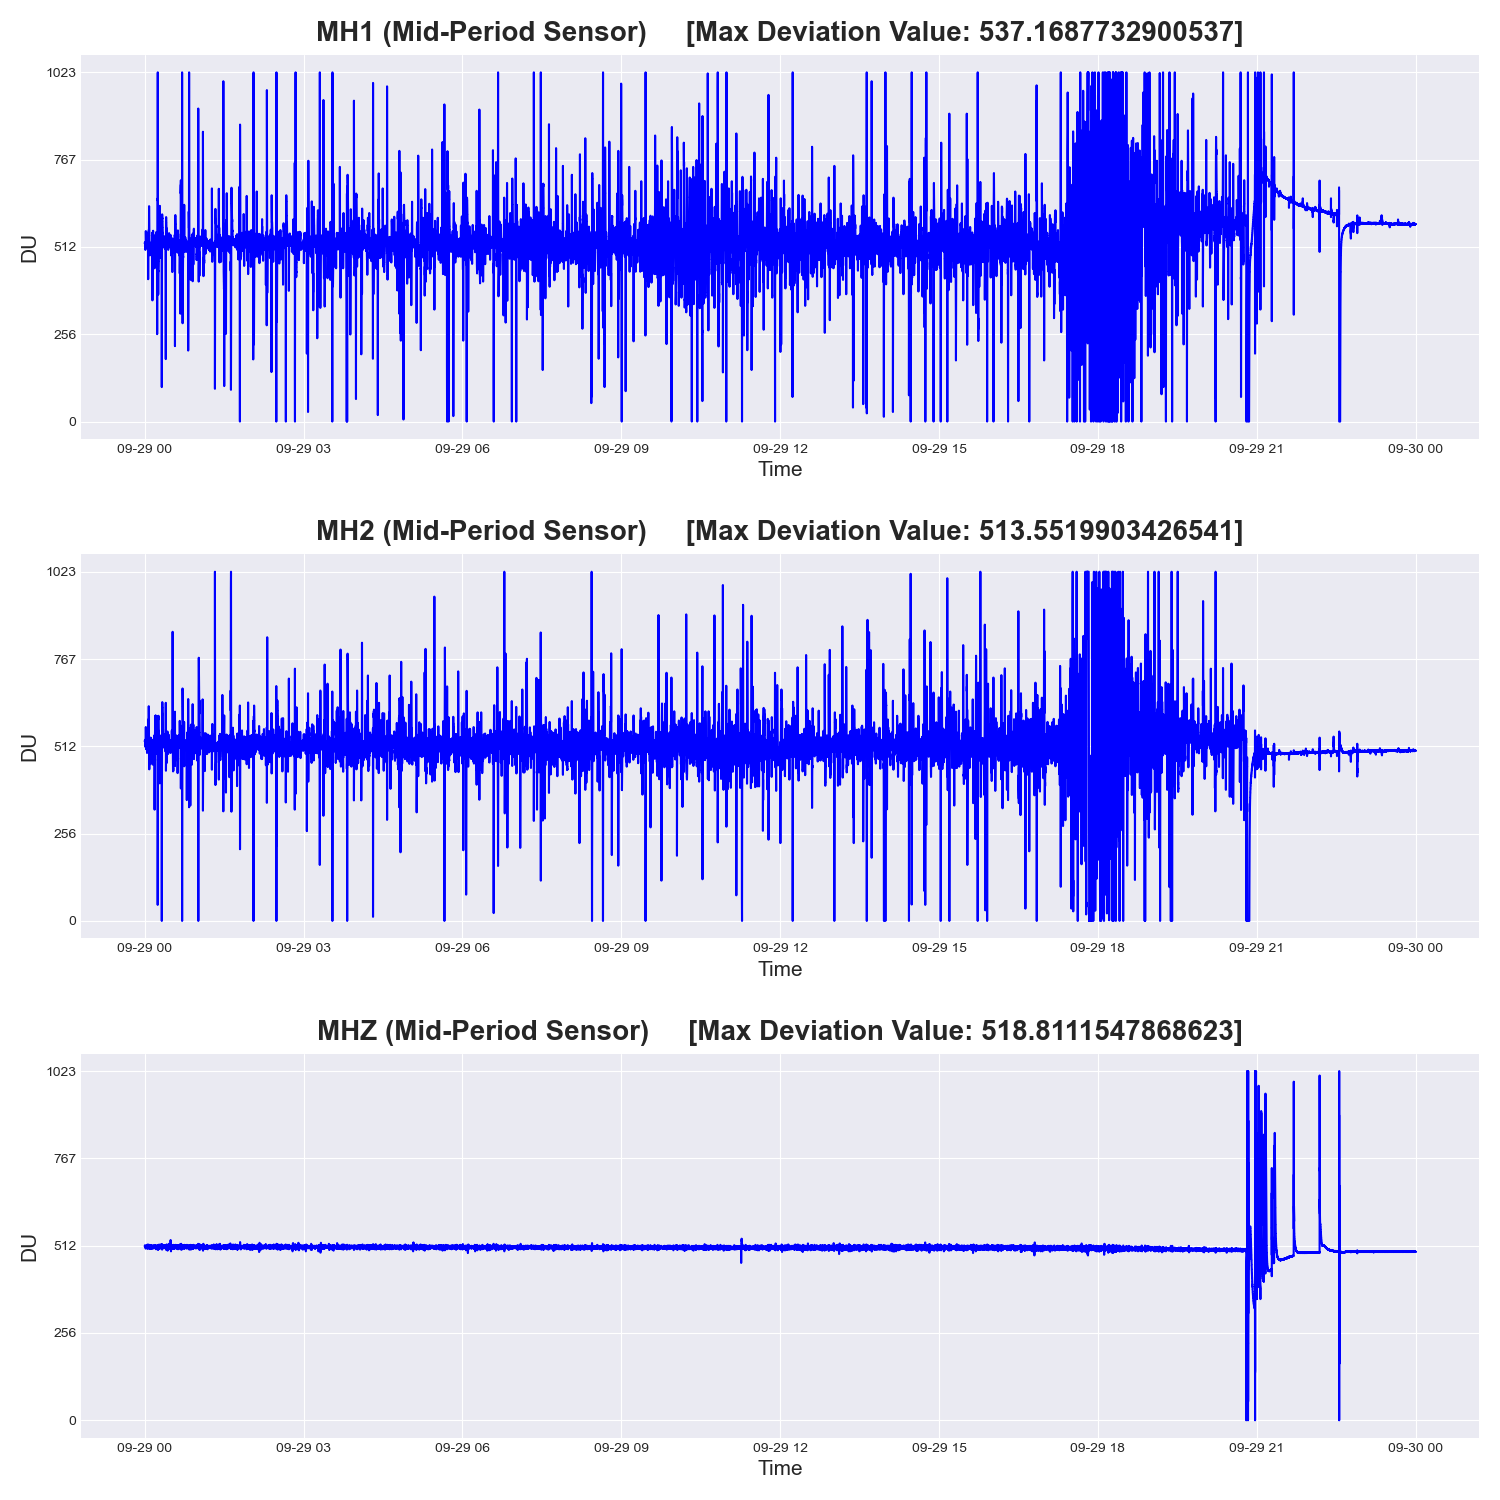 MH1 (Mid-Period Sensor) [Max Deviation Value: 537.1687732900537]
1023
767
512
256
0
DU
09-29 00 09-29 03 09-29 06 09-29 09 09-29 12 09-29 15 09-29 18 09-29 21 09-30 00
Time
MH2 (Mid-Period Sensor) [Max Deviation Value: 513.5519903426541]
1023
767
512
256
0
DU
09-29 00 09-29 03 09-29 06 09-29 09 09-29 12 09-29 15 09-29 18 09-29 21 09-30 00
Time
MHZ (Mid-Period Sensor) [Max Deviation Value: 518.8111547868623]
1023
767
512
256
0
DU
09-29 00 09-29 03 09-29 06 09-29 09 09-29 12 09-29 15 09-29 18 09-29 21 09-30 00
Time